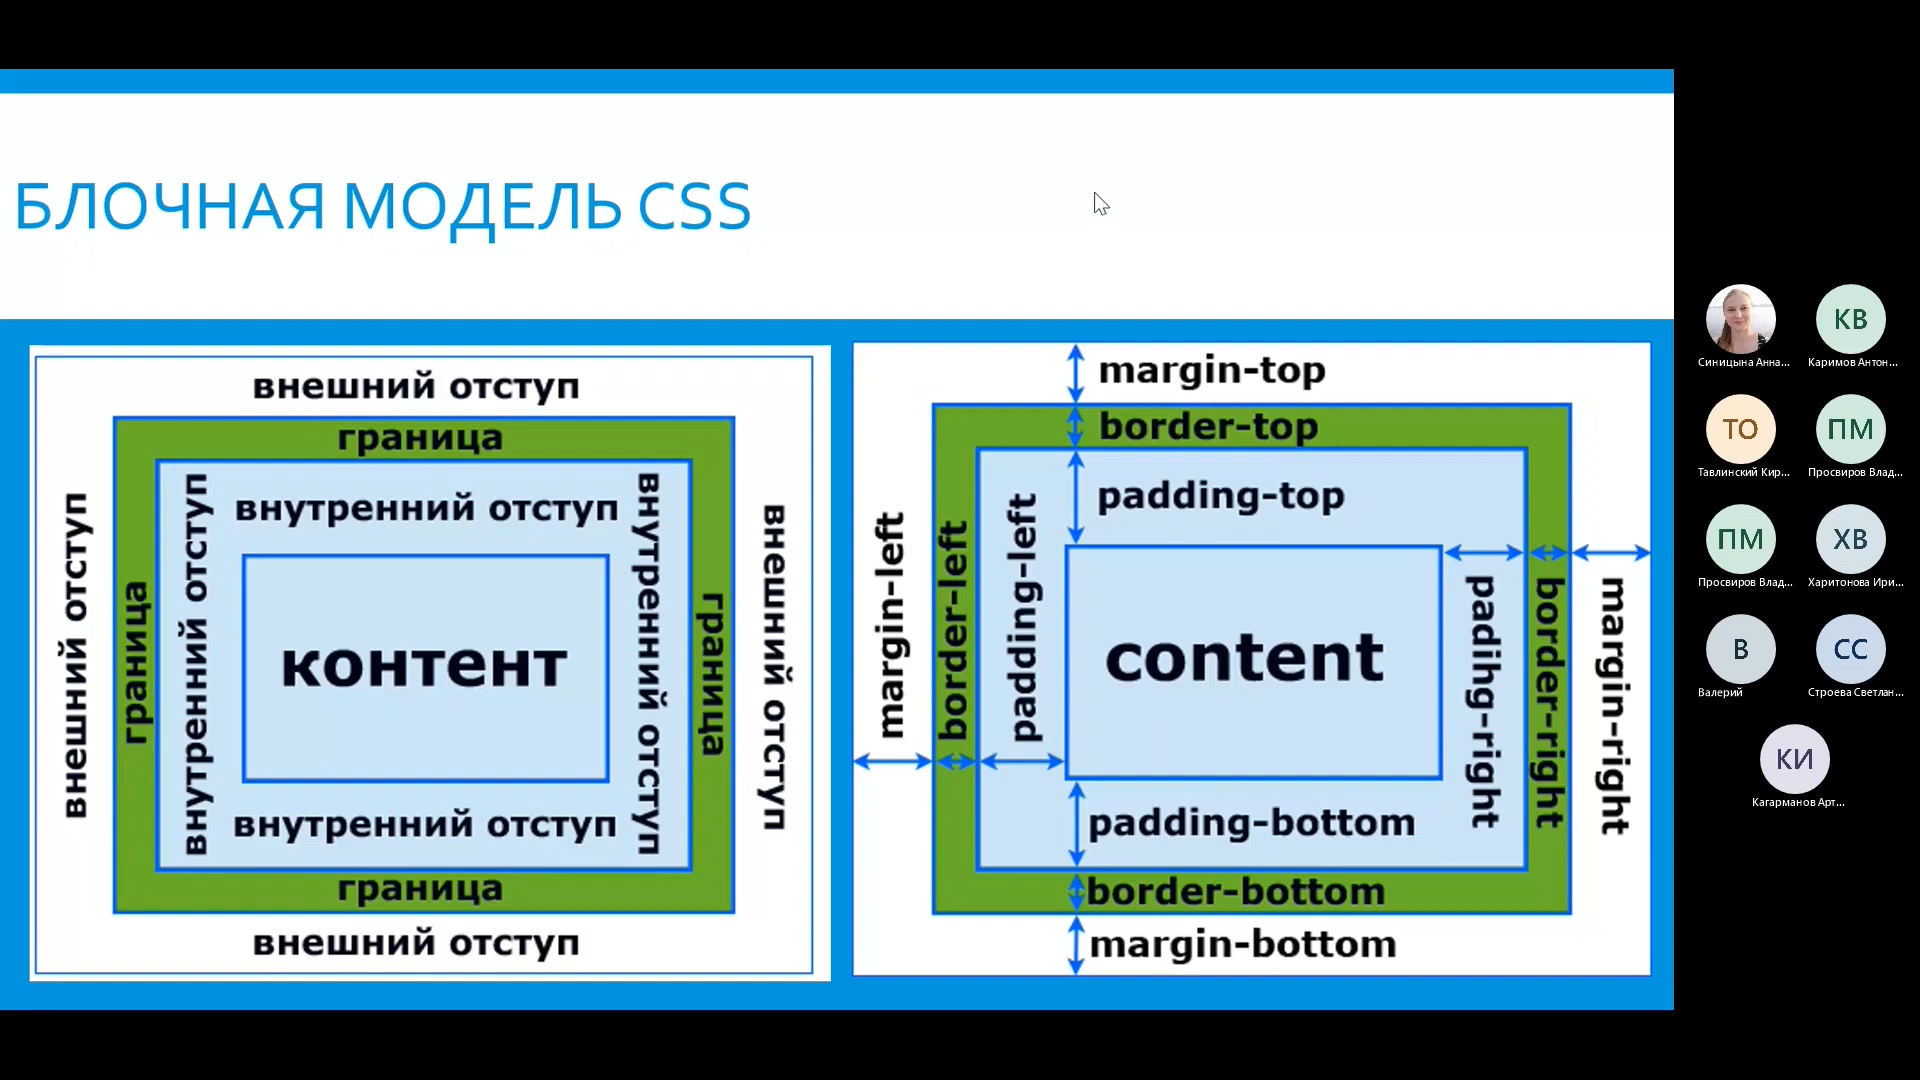 БЛОЧНАЯ МОДЕЛЬ CSS
внешний отступ
граница
внутренний отступ
внешний отступ
граница
внутренний отступ
контент
внутренний отступ
граница
внешний отступ
внутренний отступ
граница
внешний отступ
margin-top
border-top
padding-top
margin-left
border-left
padding-left
content
padihg-right
border-right
margin-right
padding-bottom
border-bottom
margin-bottom
КВ
Синицына Анна...
Каримов Антон...
ТО
ПМ
Тавлинский Кир...
Просвиров Влад...
ПМ
ХВ
Просвиров Влад...
Харитонова Ири...
В
СС
Валерий
Строева Светлан...
КИ
Кагарманов Арт...